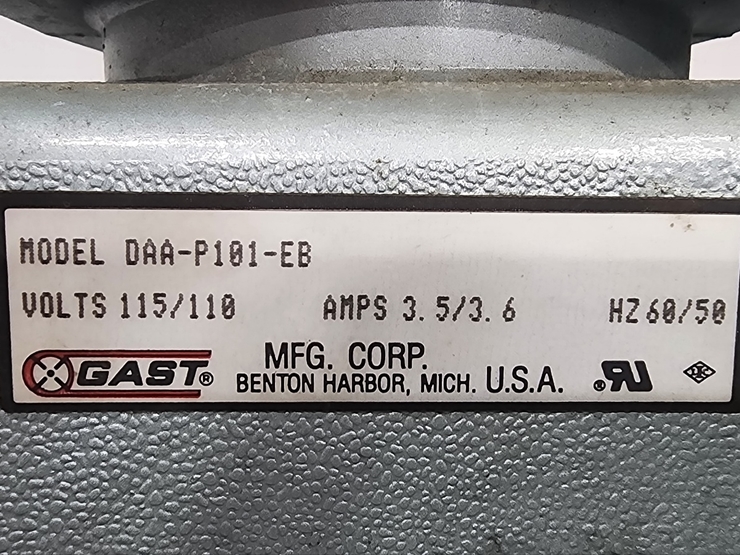 MODEL DAA-P101-EB
VOLTS 115/110 AMPS 3.5/3.6 HZ 60/50
GAST® MFG. CORP.
BENTON HARBOR, MICH. U.S.A.